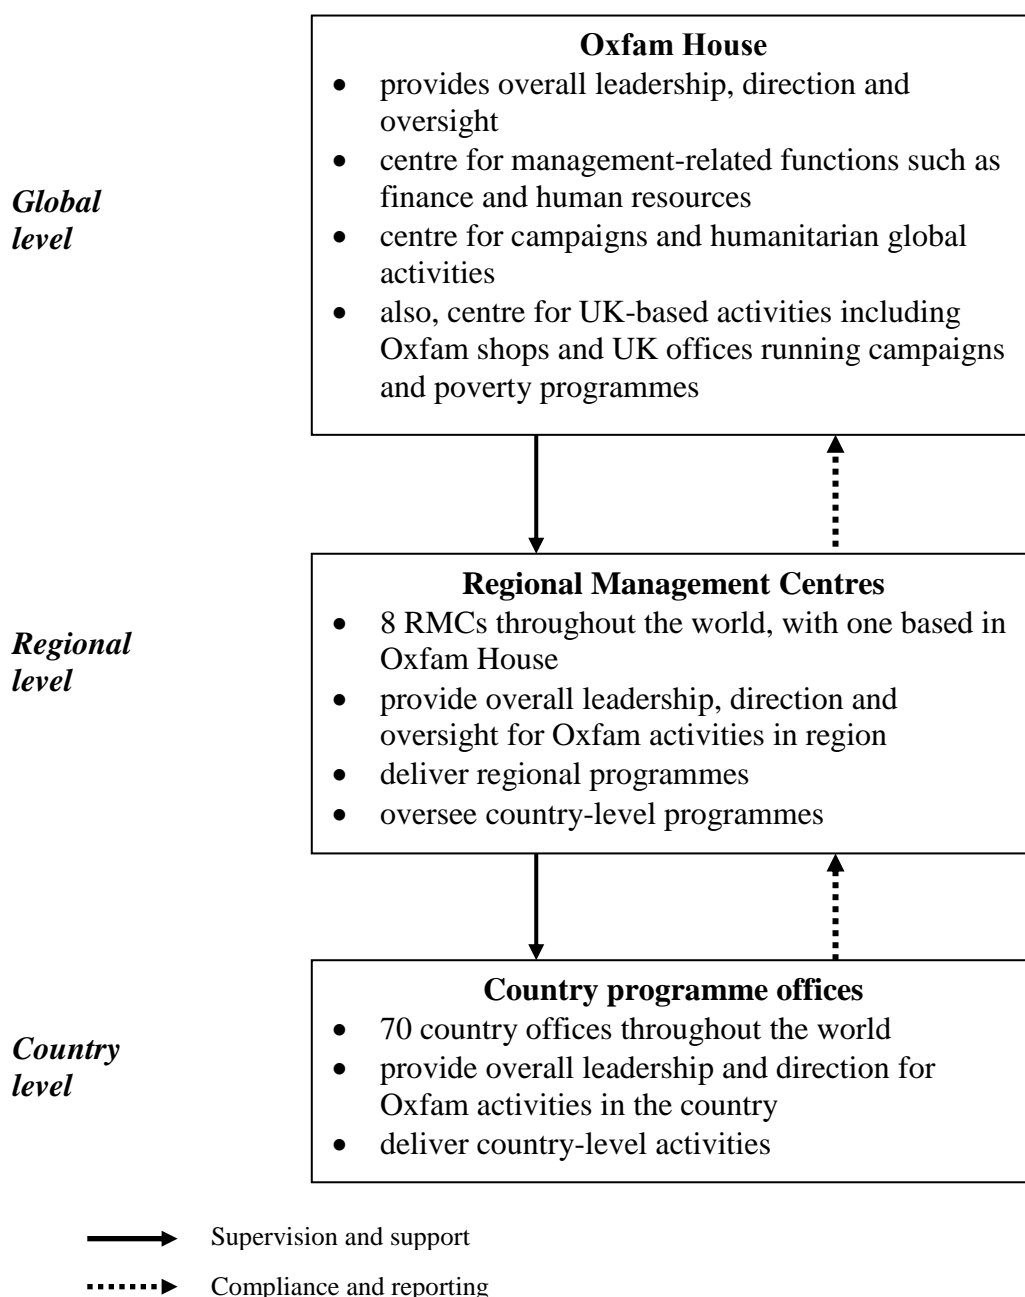 Oxfam House
• provides overall leadership, direction and
oversight
• centre for management-related functions such as
finance and human resources
Global
level
• centre for campaigns and humanitarian global
activities
• also, centre for UK-based activities including
Oxfam shops and UK offices running campaigns
and poverty programmes
Regional Management Centres
• 8 RMCs throughout the world, with one based in
Oxfam House
Regional
level
• provide overall leadership, direction and
oversight for Oxfam activities in region
• deliver regional programmes
• oversee country-level programmes
Country programme offices
• 70 country offices throughout the world
Country
level
• provide overall leadership and direction for
Oxfam activities in the country
• deliver country-level activities
Supervision and support
Compliance and reporting